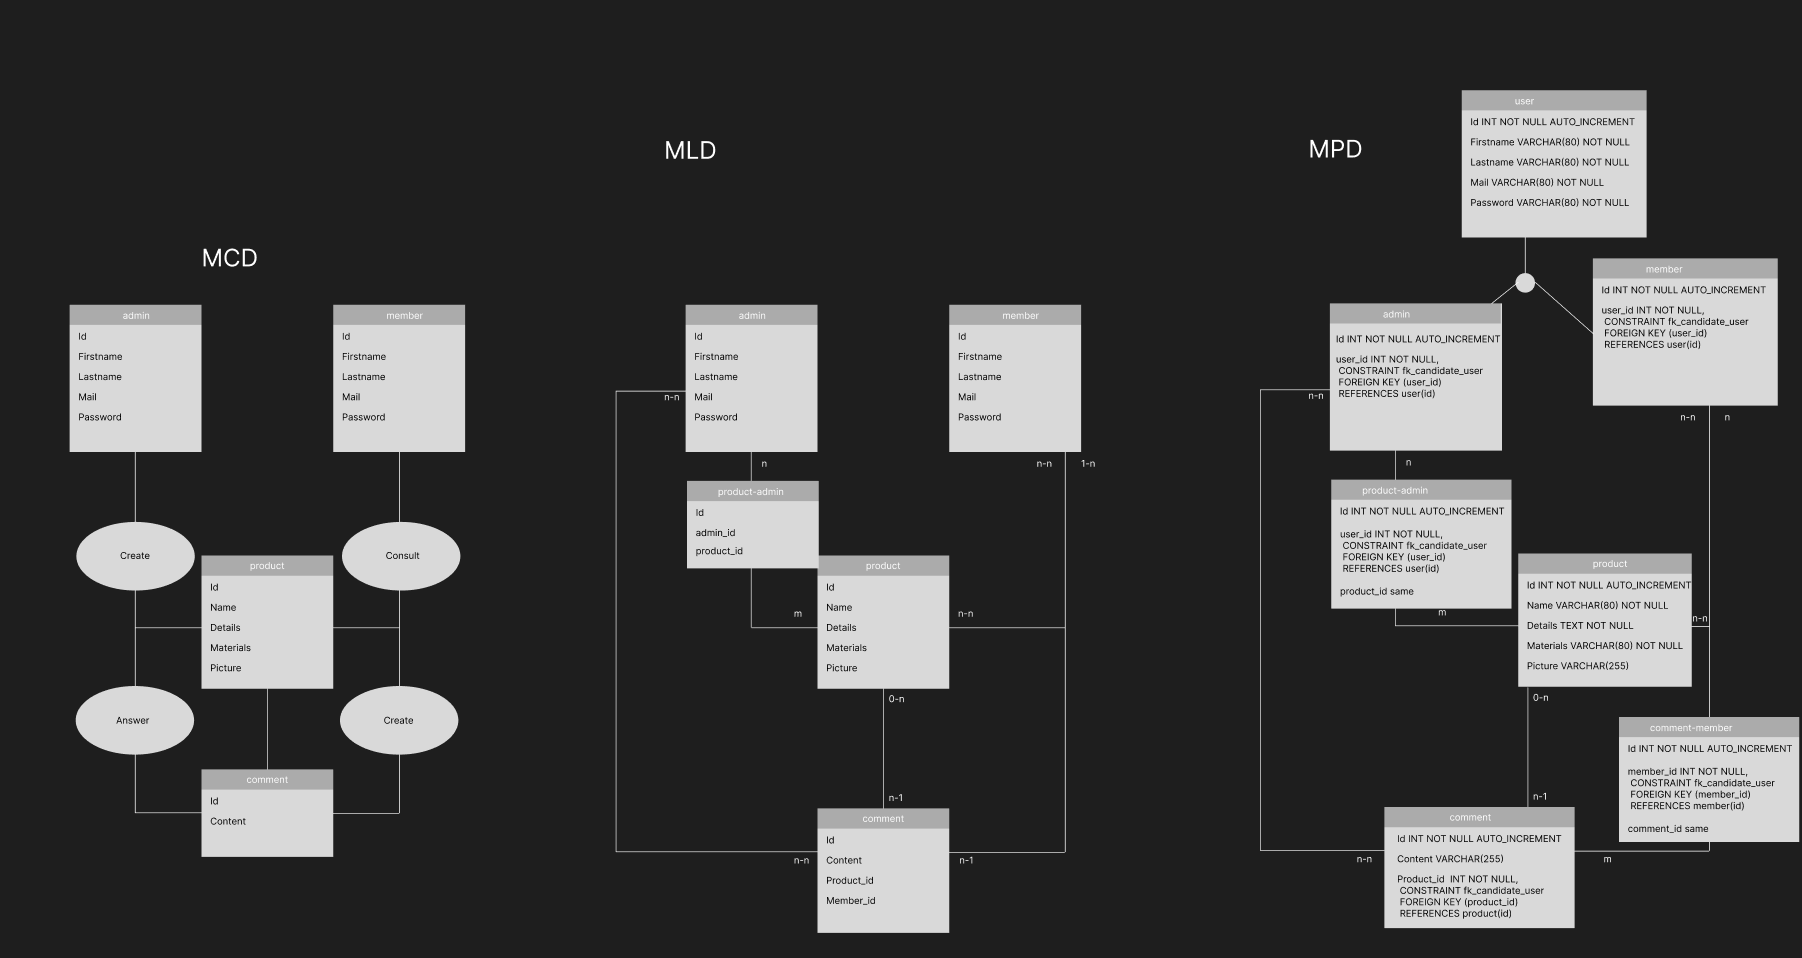 MCD
admin
Id
Firstname
Lastname
Mail
Password
member
Id
Firstname
Lastname
Mail
Password
Create
Consult
product
Id
Name
Details
Materials
Picture
Answer
Create
comment
Id
Content
MLD
admin
Id
Firstname
Lastname
Mail
Password
member
Id
Firstname
Lastname
Mail
Password
n-n
n
n-n
1-n
product-admin
Id
admin_id
product_id
product
Id
Name
Details
Materials
Picture
m
n-n
0-n
n-1
comment
Id
Content
Product_id
Member_id
n-n
n-1
MPD
user
Id INT NOT NULL AUTO_INCREMENT
Firstname VARCHAR(80) NOT NULL
Lastname VARCHAR(80) NOT NULL
Mail VARCHAR(80) NOT NULL
Password VARCHAR(80) NOT NULL
member
Id INT NOT NULL AUTO_INCREMENT
user_id INT NOT NULL,
CONSTRAINT fk_candidate_user
FOREIGN KEY (user_id)
REFERENCES user(id)
admin
Id INT NOT NULL AUTO_INCREMENT
user_id INT NOT NULL,
CONSTRAINT fk_candidate_user
FOREIGN KEY (user_id)
REFERENCES user(id)
n-n
n
n-n
n
product-admin
Id INT NOT NULL AUTO_INCREMENT
user_id INT NOT NULL,
CONSTRAINT fk_candidate_user
FOREIGN KEY (user_id)
REFERENCES user(id)
product_id same
m
product
Id INT NOT NULL AUTO_INCREMENT
Name VARCHAR(80) NOT NULL
Details TEXT NOT NULL
Materials VARCHAR(80) NOT NULL
Picture VARCHAR(255)
n-n
0-n
n-1
comment-member
Id INT NOT NULL AUTO_INCREMENT
member_id INT NOT NULL,
CONSTRAINT fk_candidate_user
FOREIGN KEY (member_id)
REFERENCES member(id)
comment_id same
comment
Id INT NOT NULL AUTO_INCREMENT
Content VARCHAR(255)
Product_id INT NOT NULL,
CONSTRAINT fk_candidate_user
FOREIGN KEY (product_id)
REFERENCES product(id)
n-n
m